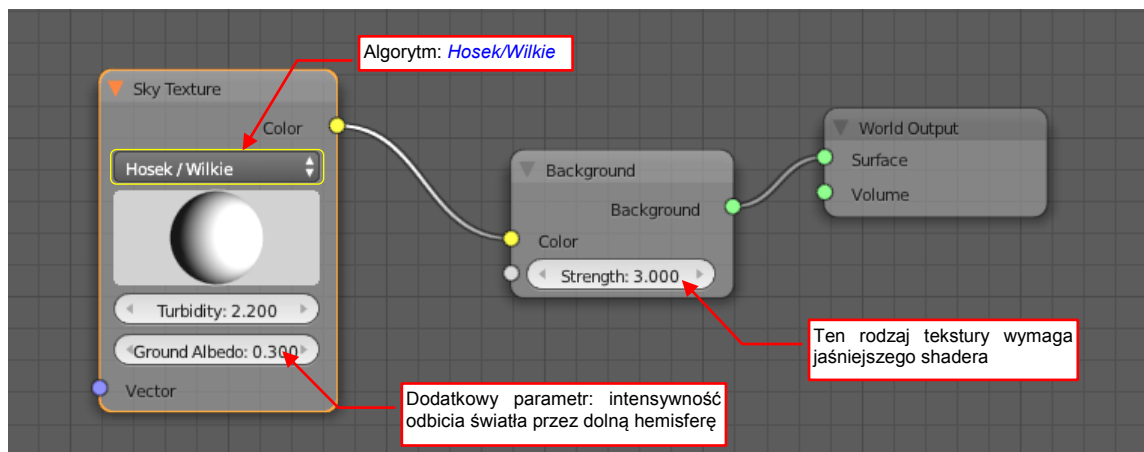 Algorytm: Hosek/Wilkie
Sky Texture
Color
Hosek / Wilkie
Turbidity: 2.200
Ground Albedo: 0.300
Vector
Background
Background
Color
Strength: 3.000
World Output
Surface
Volume
Ten rodzaj tekstury wymaga
jaśniejszego shadera
Dodatkowy parametr: intensywność
odbicia światła przez dolną hemisferę